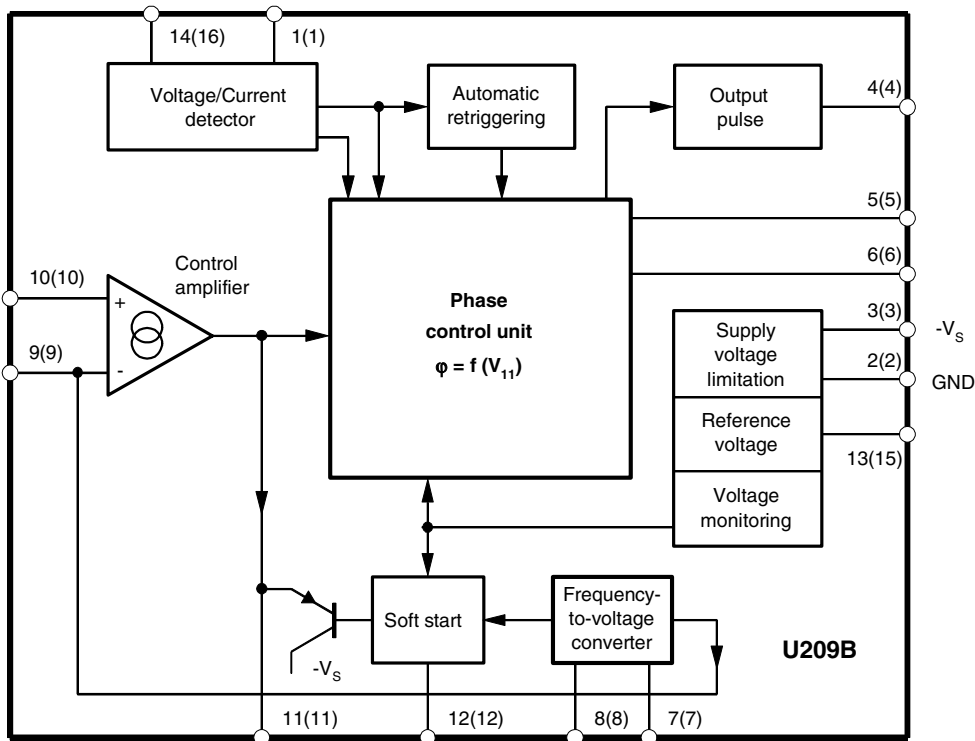 14(16)
1(1)
Voltage/Current
detector
Automatic
retriggering
Output
pulse
4(4)
5(5)
6(6)
10(10)
Control
amplifier
+
9(9)
-
Phase
control unit
φ = f (V11)
Supply
voltage
limitation
3(3)
-VS
2(2)
GND
Reference
voltage
13(15)
Voltage
monitoring
Soft start
Frequency-
to-voltage
converter
-VS
U209B
11(11)
12(12)
8(8)
7(7)